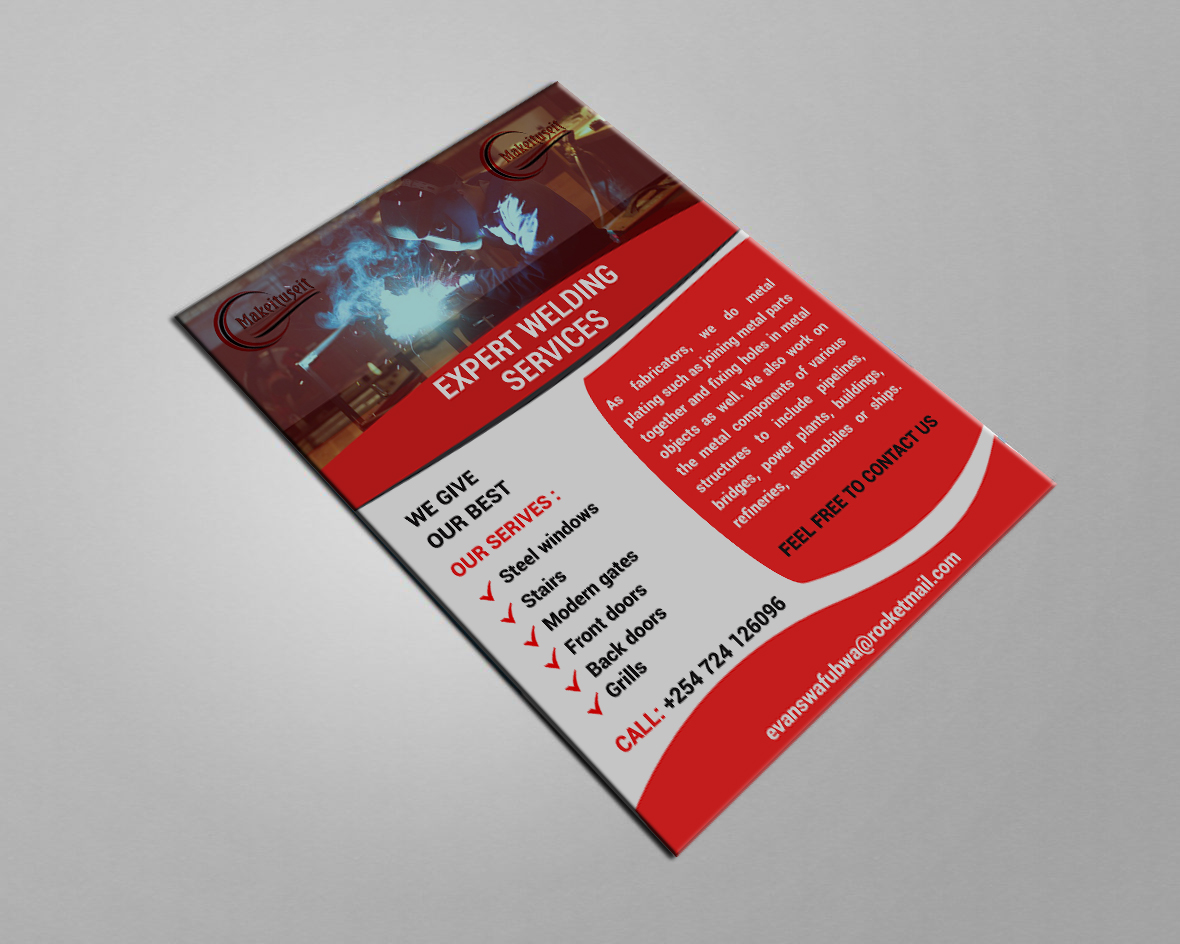 Makeituseit
Makeituseit
EXPERT WELDING
SERVICES
As fabricators, we do metal
plating such as joining metal parts
together and fixing holes in metal
objects as well. We also work on
the metal components of various
structures to include pipelines,
bridges, power plants, buildings,
refineries, automobiles or ships.
FEEL FREE TO CONTACT US
WE GIVE
OUR BEST
OUR SERIVES :
Steel windows
Stairs
Modern gates
Front doors
Back doors
Grills
CALL: +254 724 126096
evanswafubwa@rocketmail.com